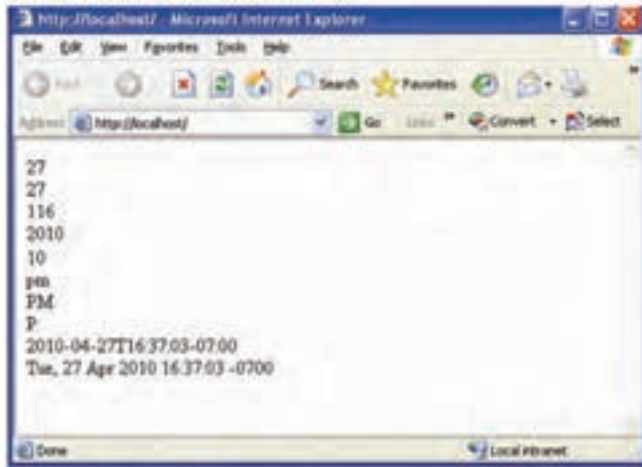 http://localhost/ - Microsoft Internet Explorer
File Edit View Favorites Tools Help
Back Search Favorites
Address http://localhost/ Go Links » Convert Select
27
27
116
2010
10
pm
PM
P
2010-04-27T16:37:03-07:00
Tue, 27 Apr 2010 16:37:03 -0700
Done Local intranet